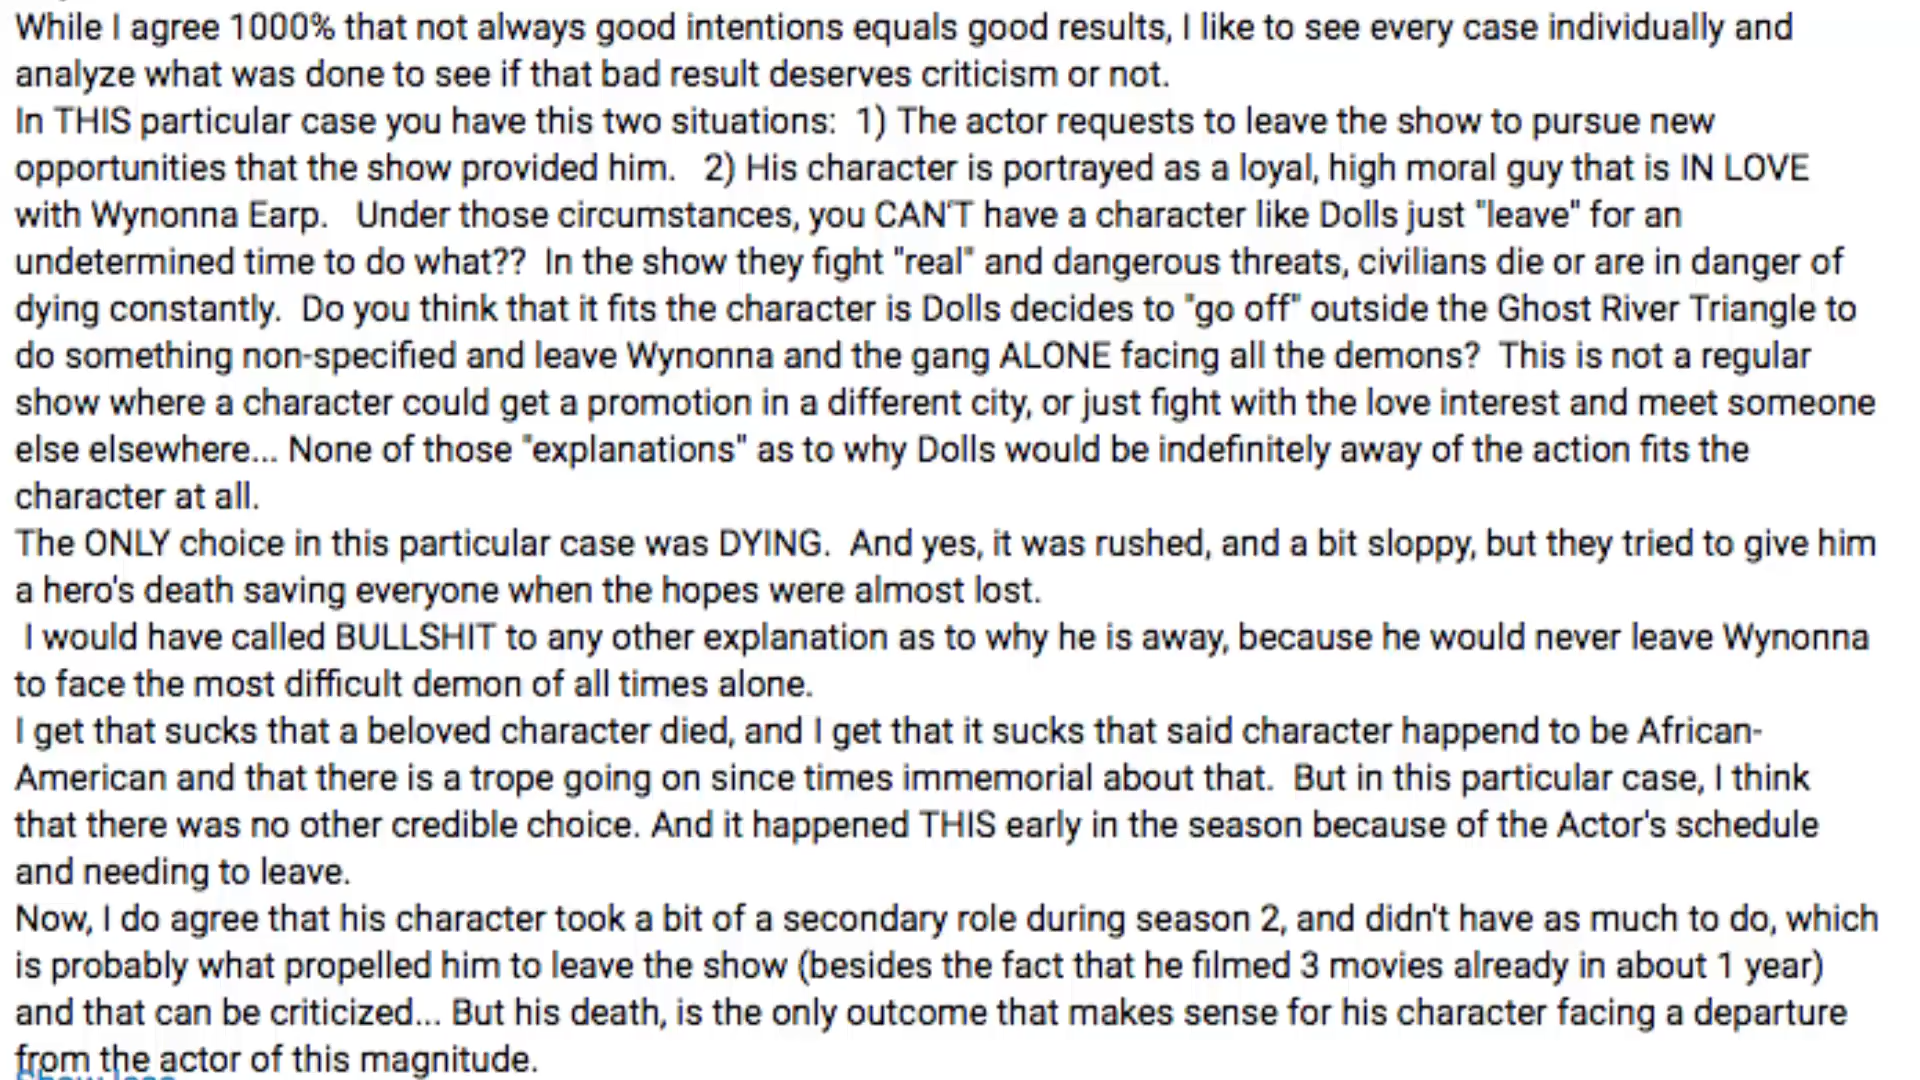 While I agree 1000% that not always good intentions equals good results, I like to see every case individually and
analyze what was done to see if that bad result deserves criticism or not.
In THIS particular case you have this two situations:  1) The actor requests to leave the show to pursue new
opportunities that the show provided him.   2) His character is portrayed as a loyal, high moral guy that is IN LOVE
with Wynonna Earp.   Under those circumstances, you CAN'T have a character like Dolls just "leave" for an
undetermined time to do what??  In the show they fight "real" and dangerous threats, civilians die or are in danger of
dying constantly.  Do you think that it fits the character is Dolls decides to "go off" outside the Ghost River Triangle to
do something non-specified and leave Wynonna and the gang ALONE facing all the demons?  This is not a regular
show where a character could get a promotion in a different city, or just fight with the love interest and meet someone
else elsewhere... None of those "explanations" as to why Dolls would be indefinitely away of the action fits the
character at all.
The ONLY choice in this particular case was DYING.  And yes, it was rushed, and a bit sloppy, but they tried to give him
a hero's death saving everyone when the hopes were almost lost.
I would have called BULLSHIT to any other explanation as to why he is away, because he would never leave Wynonna
to face the most difficult demon of all times alone.
I get that sucks that a beloved character died, and I get that it sucks that said character happend to be African-
American and that there is a trope going on since times immemorial about that.  But in this particular case, I think
that there was no other credible choice. And it happened THIS early in the season because of the Actor's schedule
and needing to leave.
Now, I do agree that his character took a bit of a secondary role during season 2, and didn't have as much to do, which
is probably what propelled him to leave the show (besides the fact that he filmed 3 movies already in about 1 year)
and that can be criticized... But his death, is the only outcome that makes sense for his character facing a departure
from the actor of this magnitude.
Show less